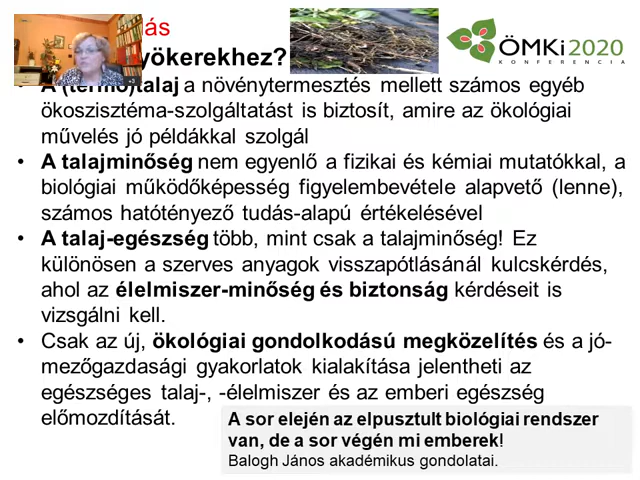 ás
yökerekhez?
ÖMKi2020
KONFERENCIA
• A (termő)talaj a növénytermesztés mellett számos egyéb
ökoszisztéma-szolgáltatást is biztosít, amire az ökológiai
művelés jó példákkal szolgál
• A talajminőség nem egyenlő a fizikai és kémiai mutatókkal, a
biológiai működőképesség figyelembevétele alapvető (lenne),
számos hatótényező tudás-alapú értékelésével
• A talaj-egészség több, mint csak a talajminőség! Ez
különösen a szerves anyagok visszapótlásánál kulcskérdés,
ahol az élelmiszer-minőség és biztonság kérdéseit is
vizsgálni kell.
• Csak az új, ökológiai gondolkodású megközelítés és a jó-
mezőgazdasági gyakorlatok kialakítása jelentheti az
egészséges talaj-, -élelmiszer és az emberi egészség
előmozdítását.
A sor elején az elpusztult biológiai rendszer
van, de a sor végén mi emberek!
Balogh János akadémikus gondolatai.